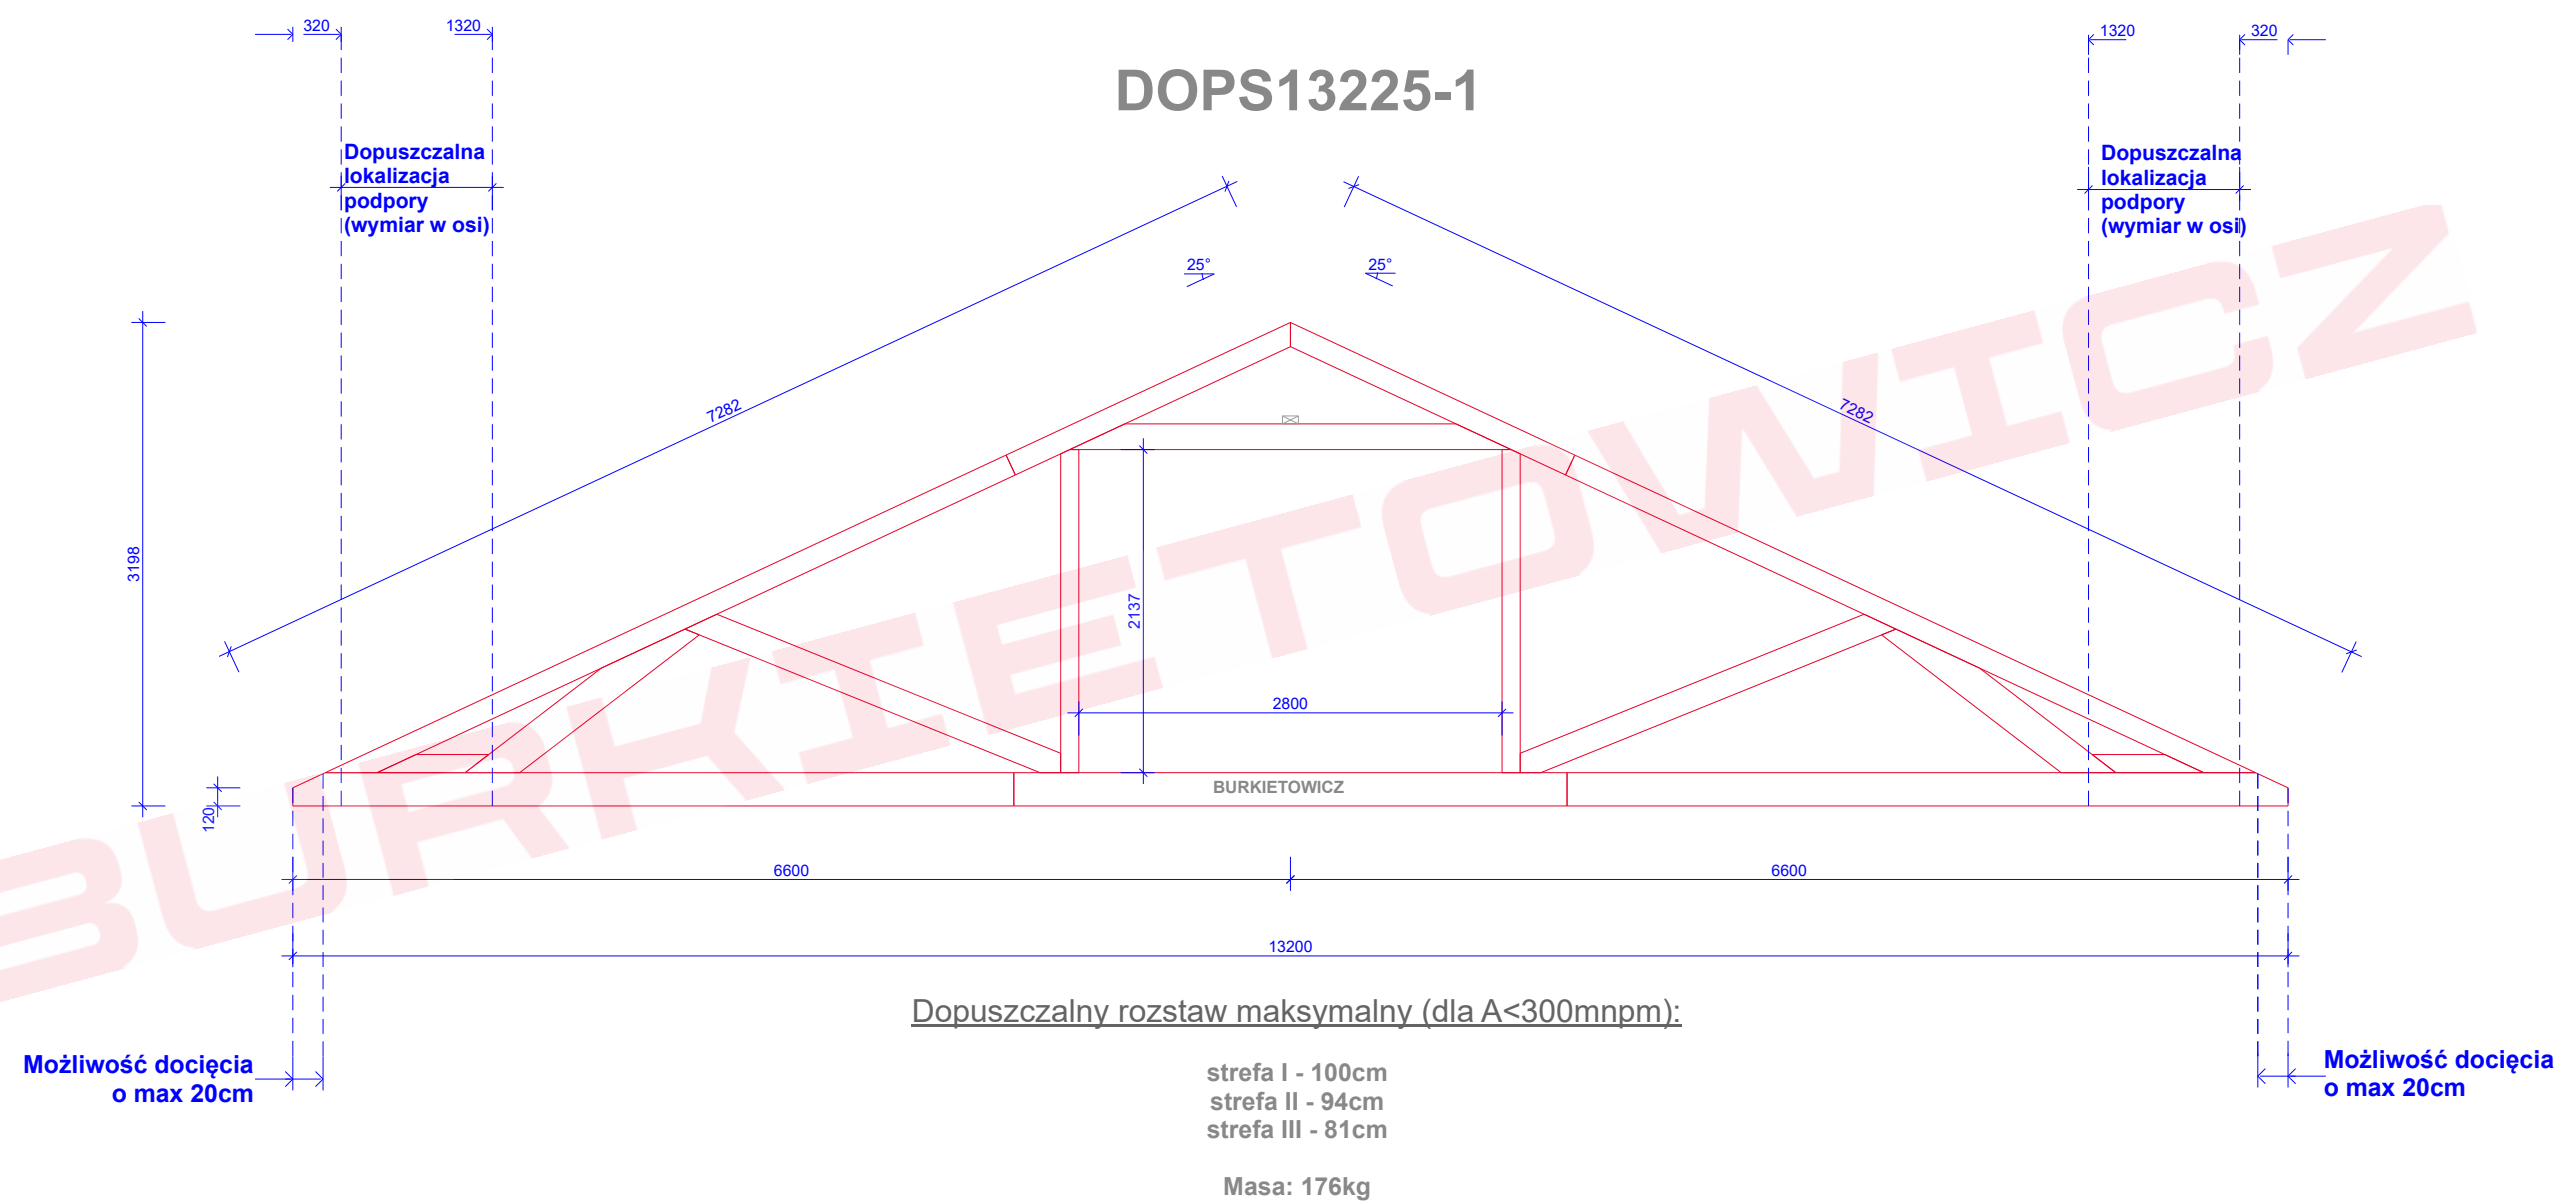 320
1320
1320
320
DOPS13225-1
Dopuszczalna
lokalizacja
podpory
(wymiar w osi)
Dopuszczalna
lokalizacja
podpory
(wymiar w osi)
25°
25°
7282
7282
3198
2137
2800
BURKIETOWICZ
120
BURKIETOWICZ
6600
6600
13200
Dopuszczalny rozstaw maksymalny (dla A<300mnpm):
Możliwość docięcia
o max 20cm
Możliwość docięcia
o max 20cm
strefa I - 100cm
strefa II - 94cm
strefa III - 81cm
Masa: 176kg